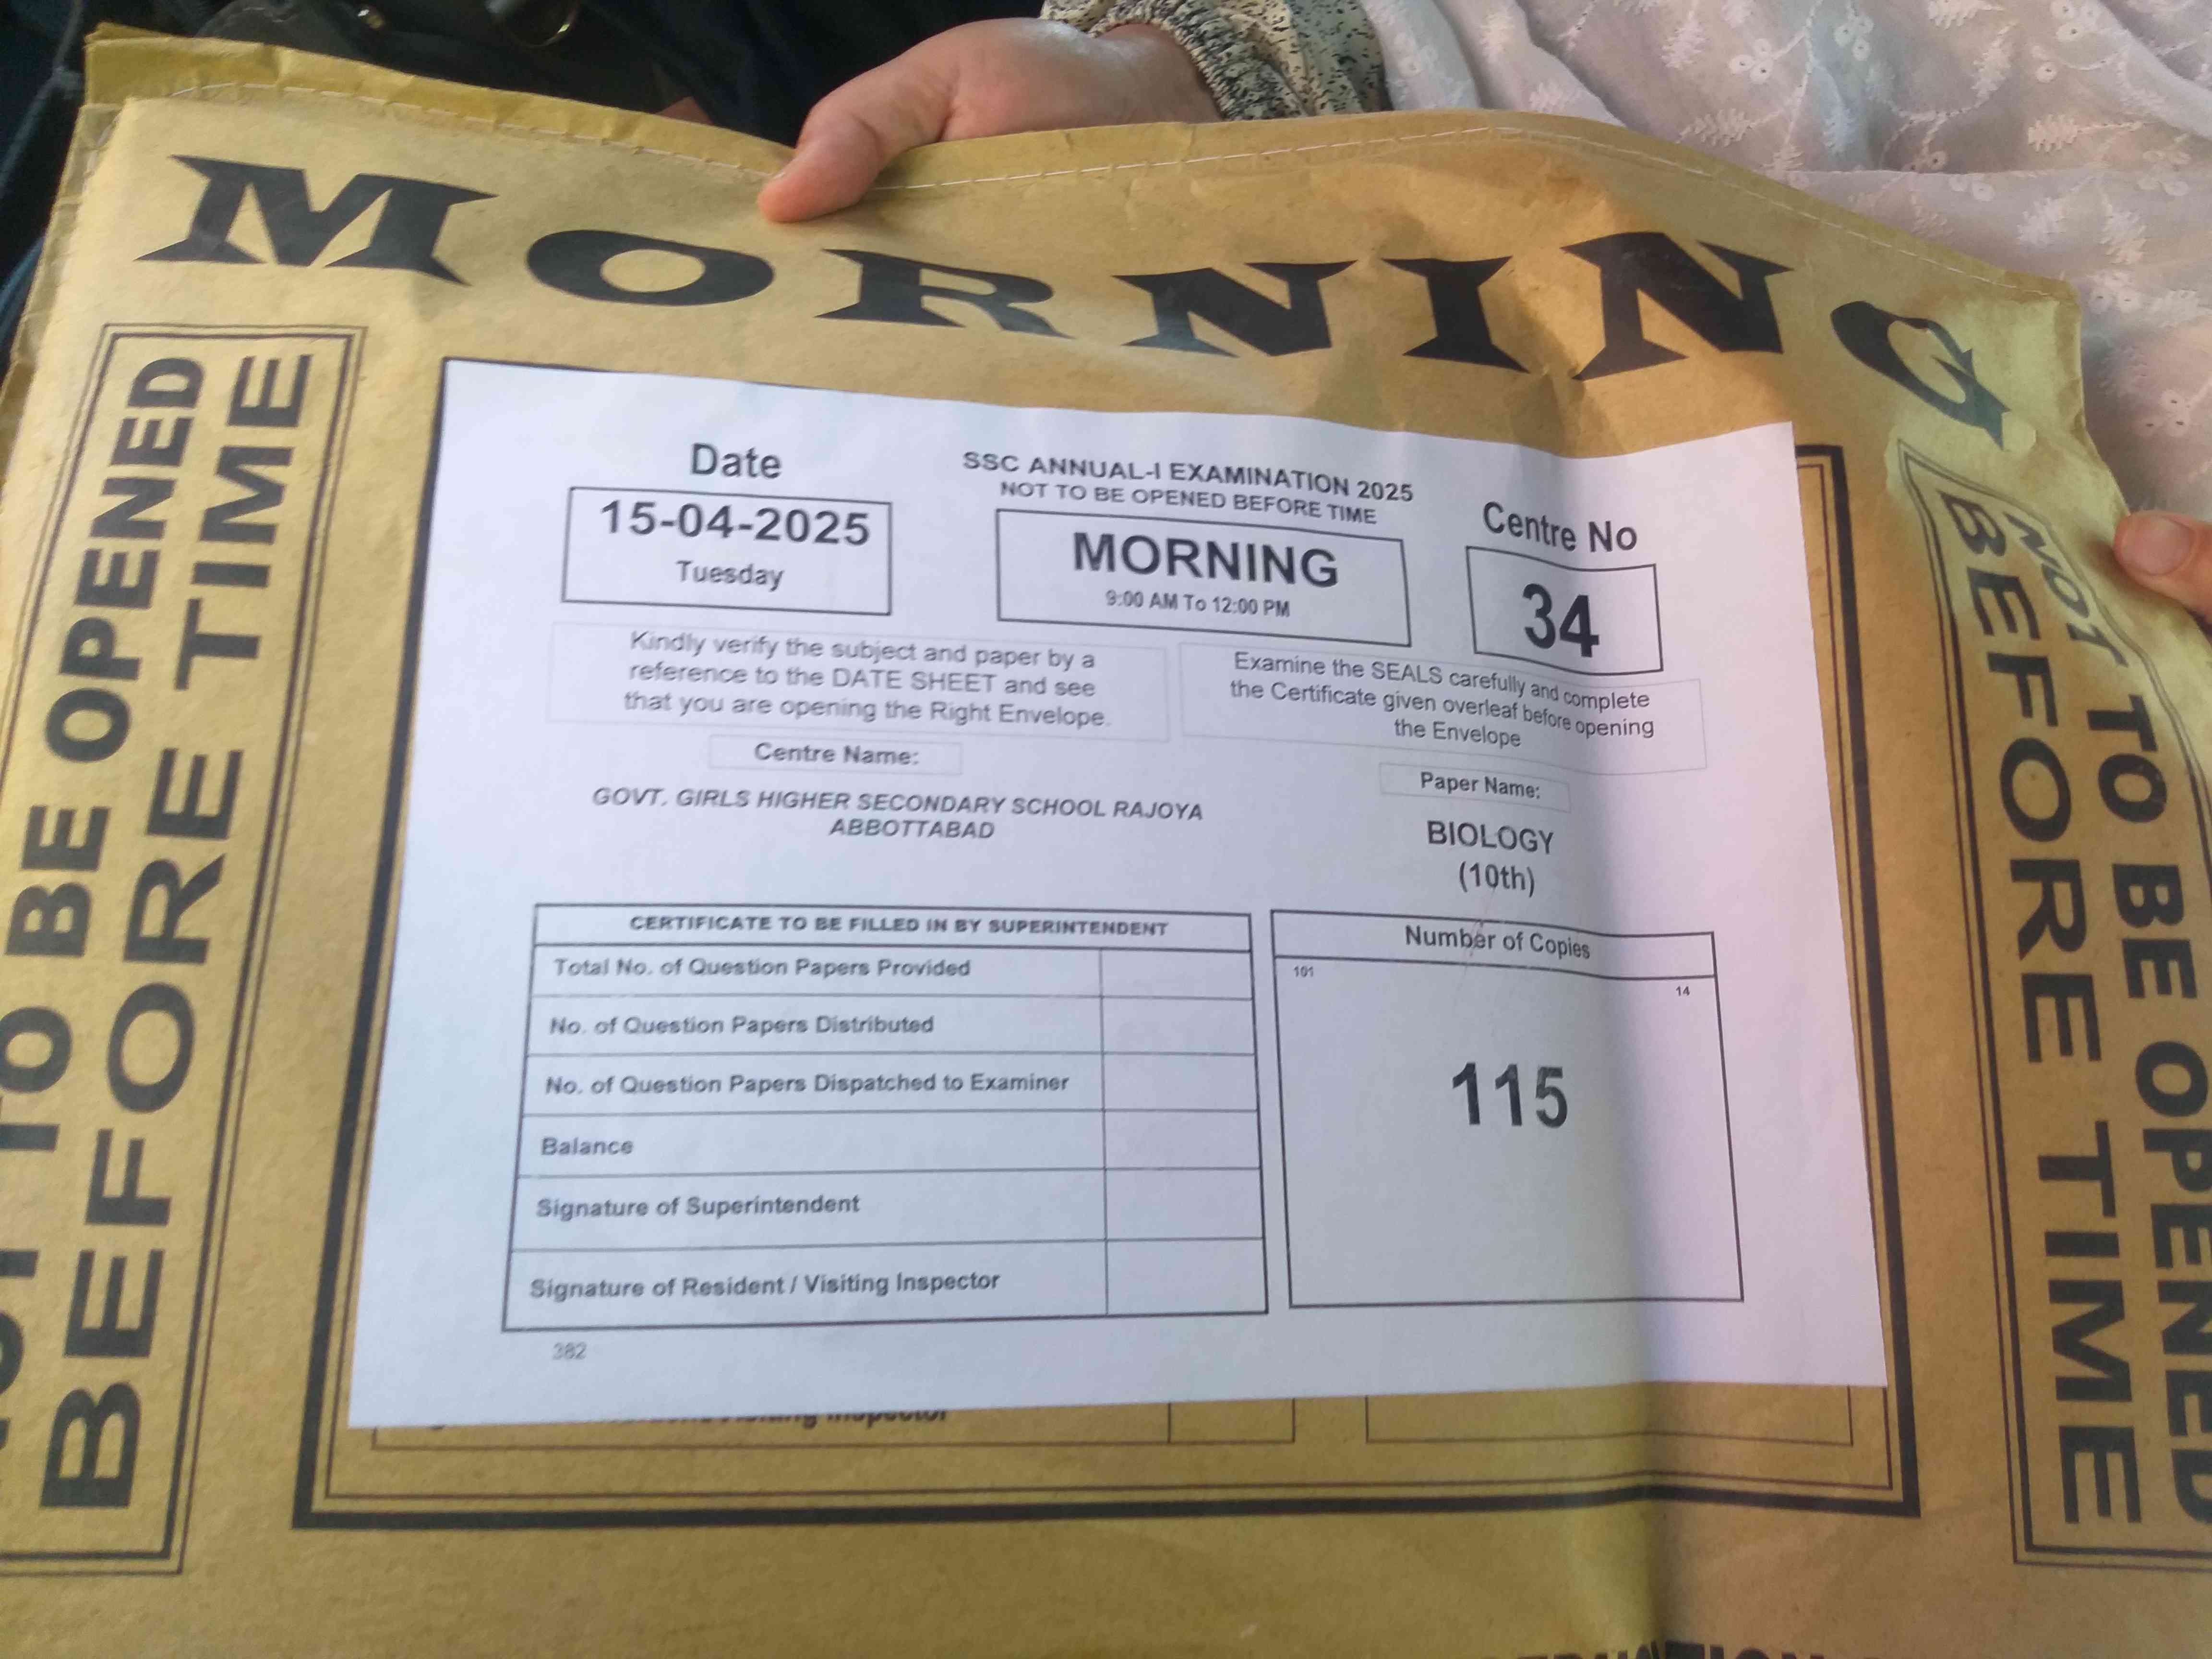 MORNING
NOT TO BE OPENED
BEFORE TIME
Date
15-04-2025
Tuesday
SSC ANNUAL-I EXAMINATION 2025
NOT TO BE OPENED BEFORE TIME
MORNING
9:00 AM To 12:00 PM
Centre No
34
Kindly verify the subject and paper by a
reference to the DATE SHEET and see
that you are opening the Right Envelope.
Examine the SEALS carefully and complete
the Certificate given overleaf before opening
the Envelope
Centre Name:
GOVT. GIRLS HIGHER SECONDARY SCHOOL RAJOYA
ABBOTTABAD
Paper Name:
BIOLOGY
(10th)
CERTIFICATE TO BE FILLED IN BY SUPERINTENDENT
Total No. of Question Papers Provided
No. of Question Papers Distributed
No. of Question Papers Dispatched to Examiner
Balance
Signature of Superintendent
Signature of Resident / Visiting Inspector
Number of Copies
101
14
115
382
Visiting Inspector
NOT TO BE OPENED
BEFORE TIME